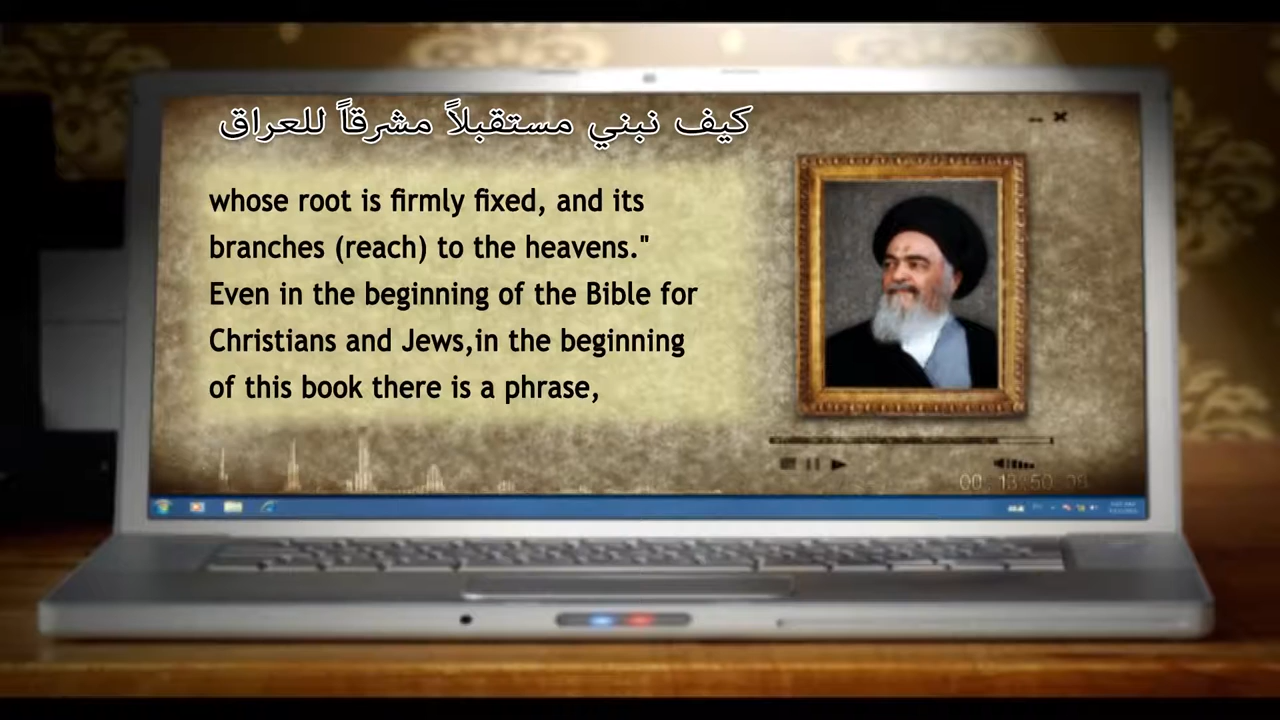 كيف نبني مستقبلاً مشرقاً للعراق
whose root is firmly fixed, and its
branches (reach) to the heavens."
Even in the beginning of the Bible for
Christians and Jews,in the beginning
of this book there is a phrase,